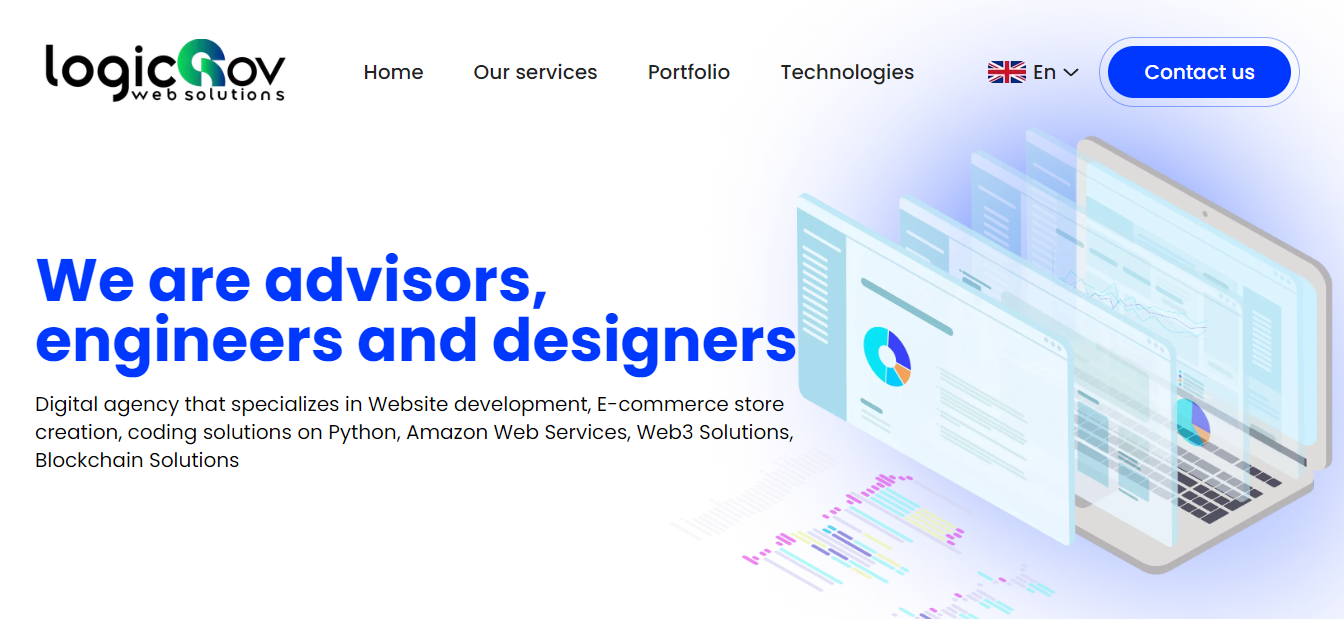 logicRov
web solutions
Home
Our services
Portfolio
Technologies
En
Contact us
We are advisors,
engineers and designers
Digital agency that specializes in Website development, E-commerce store
creation, coding solutions on Python, Amazon Web Services, Web3 Solutions,
Blockchain Solutions